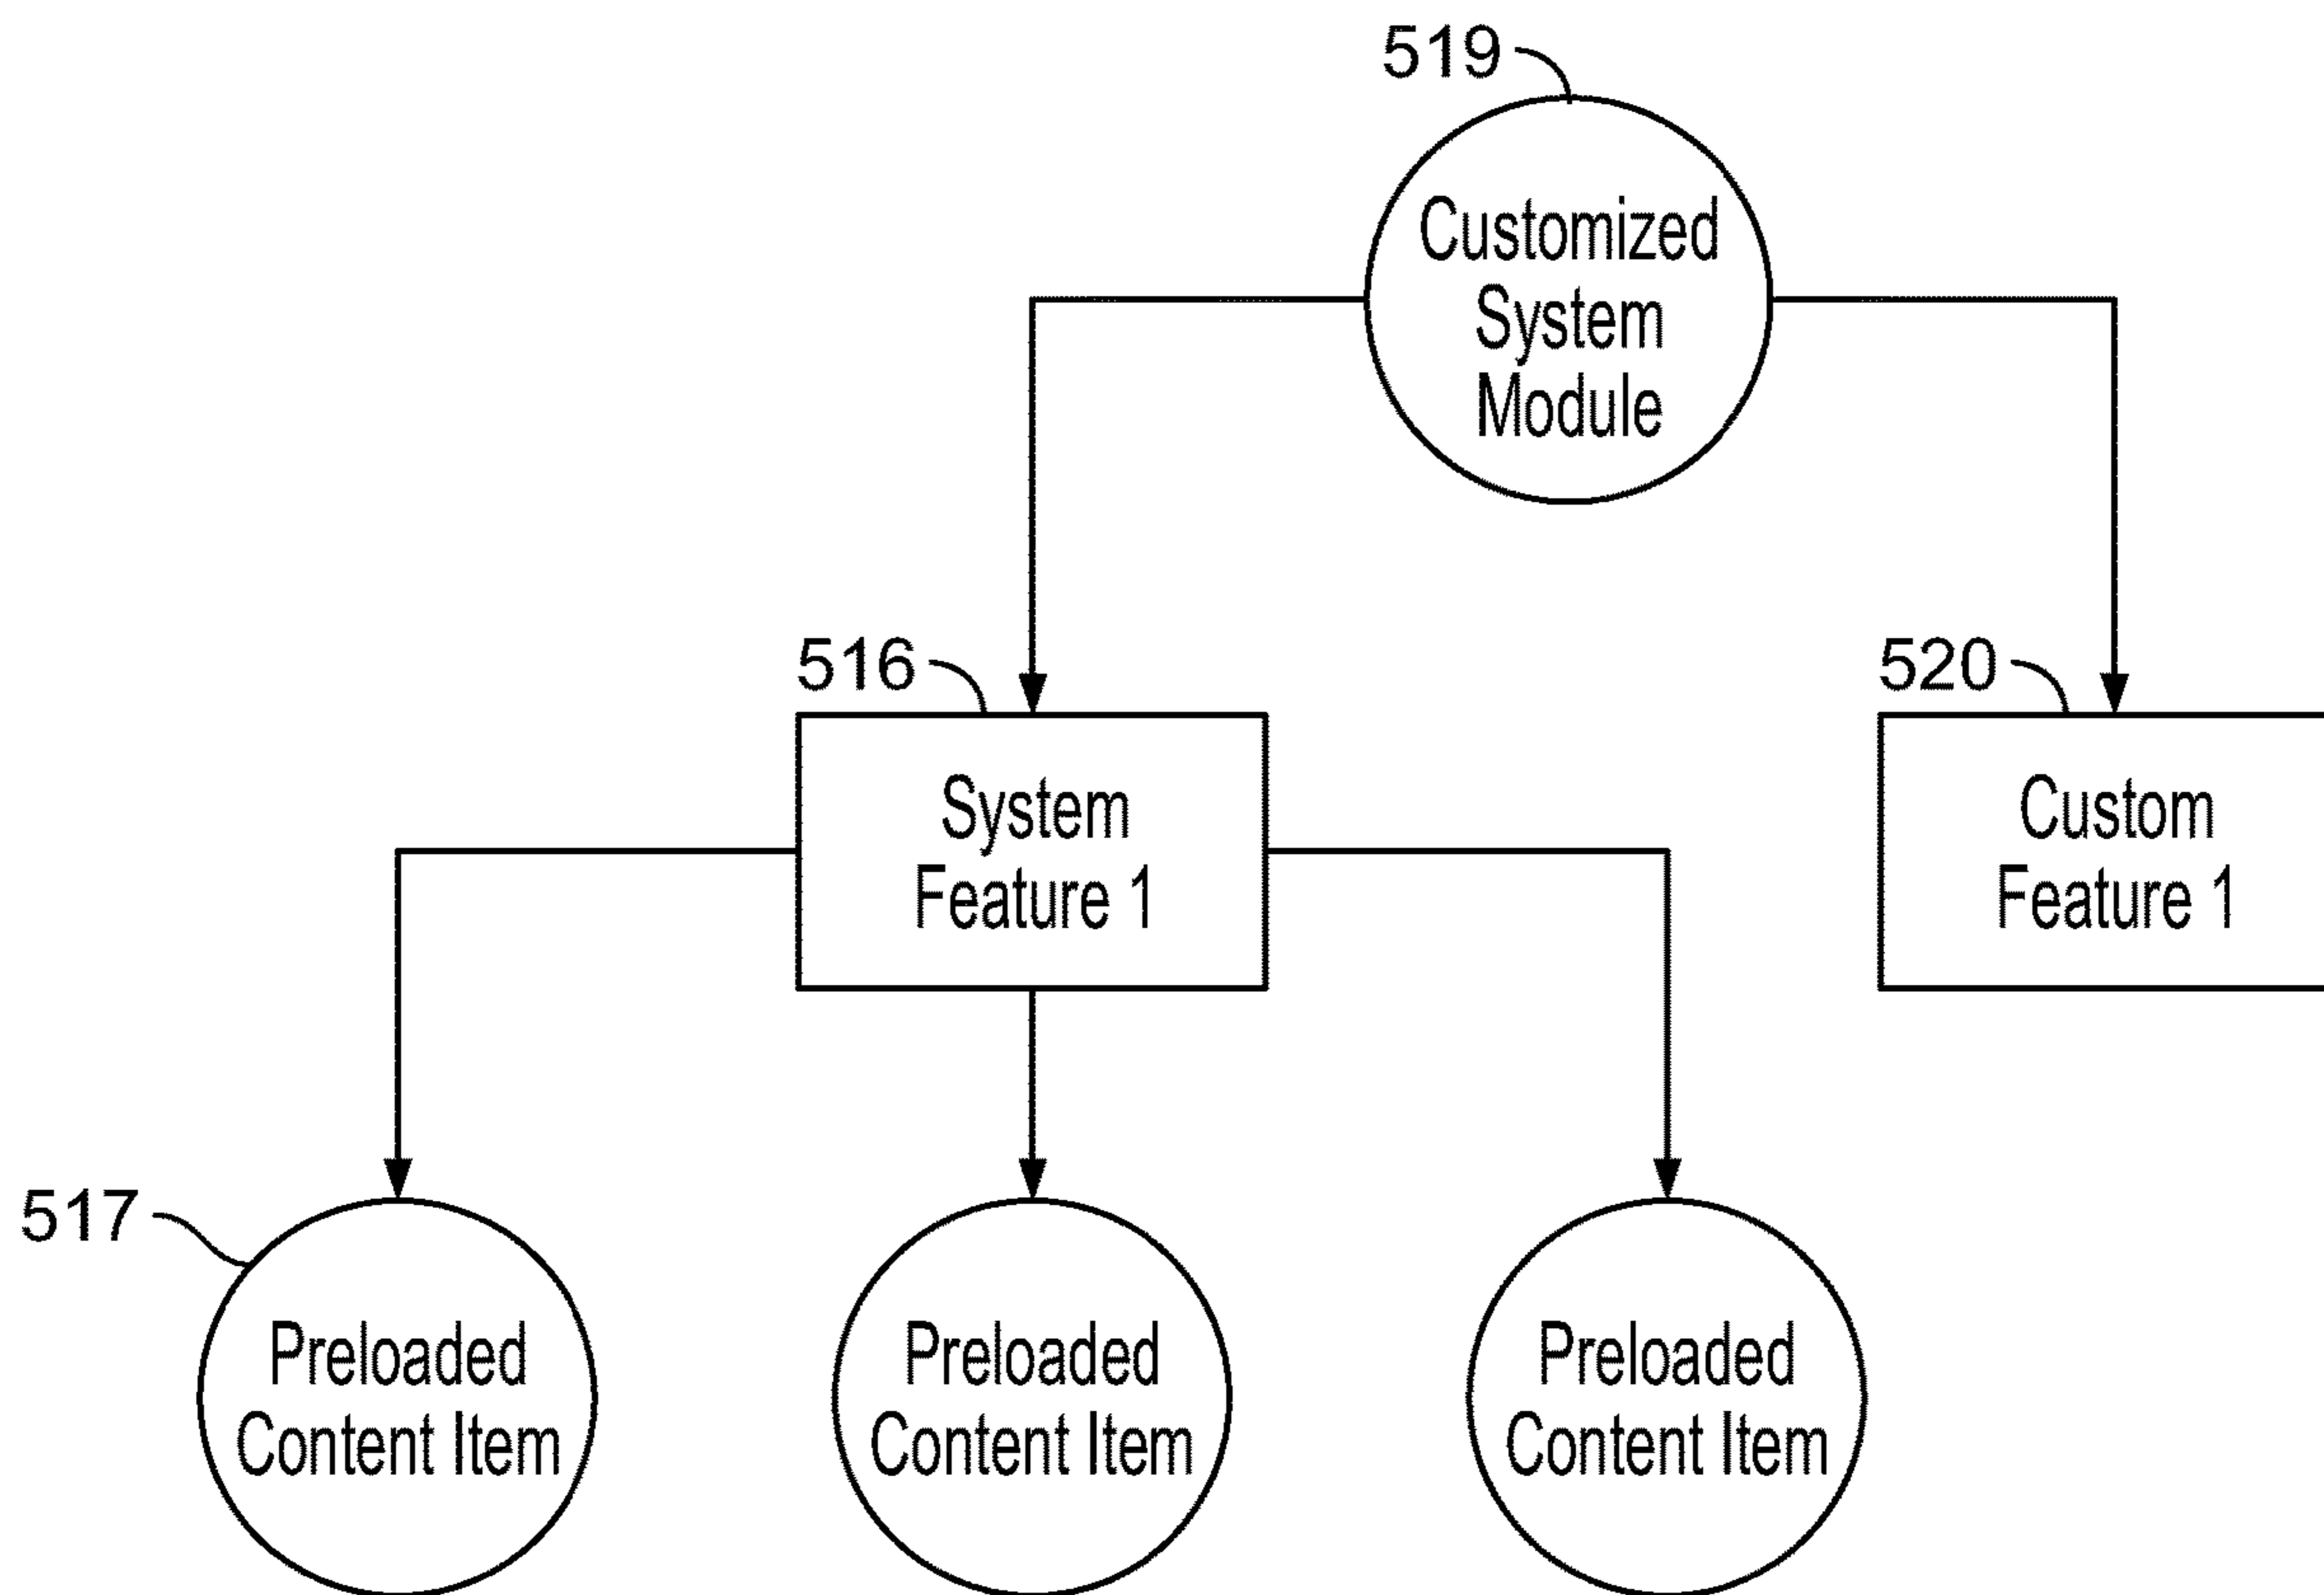 519
Customized
System
Module
516
520
System
Feature 1
Custom
Feature 1
517
Preloaded
Content Item
Preloaded
Content Item
Preloaded
Content Item